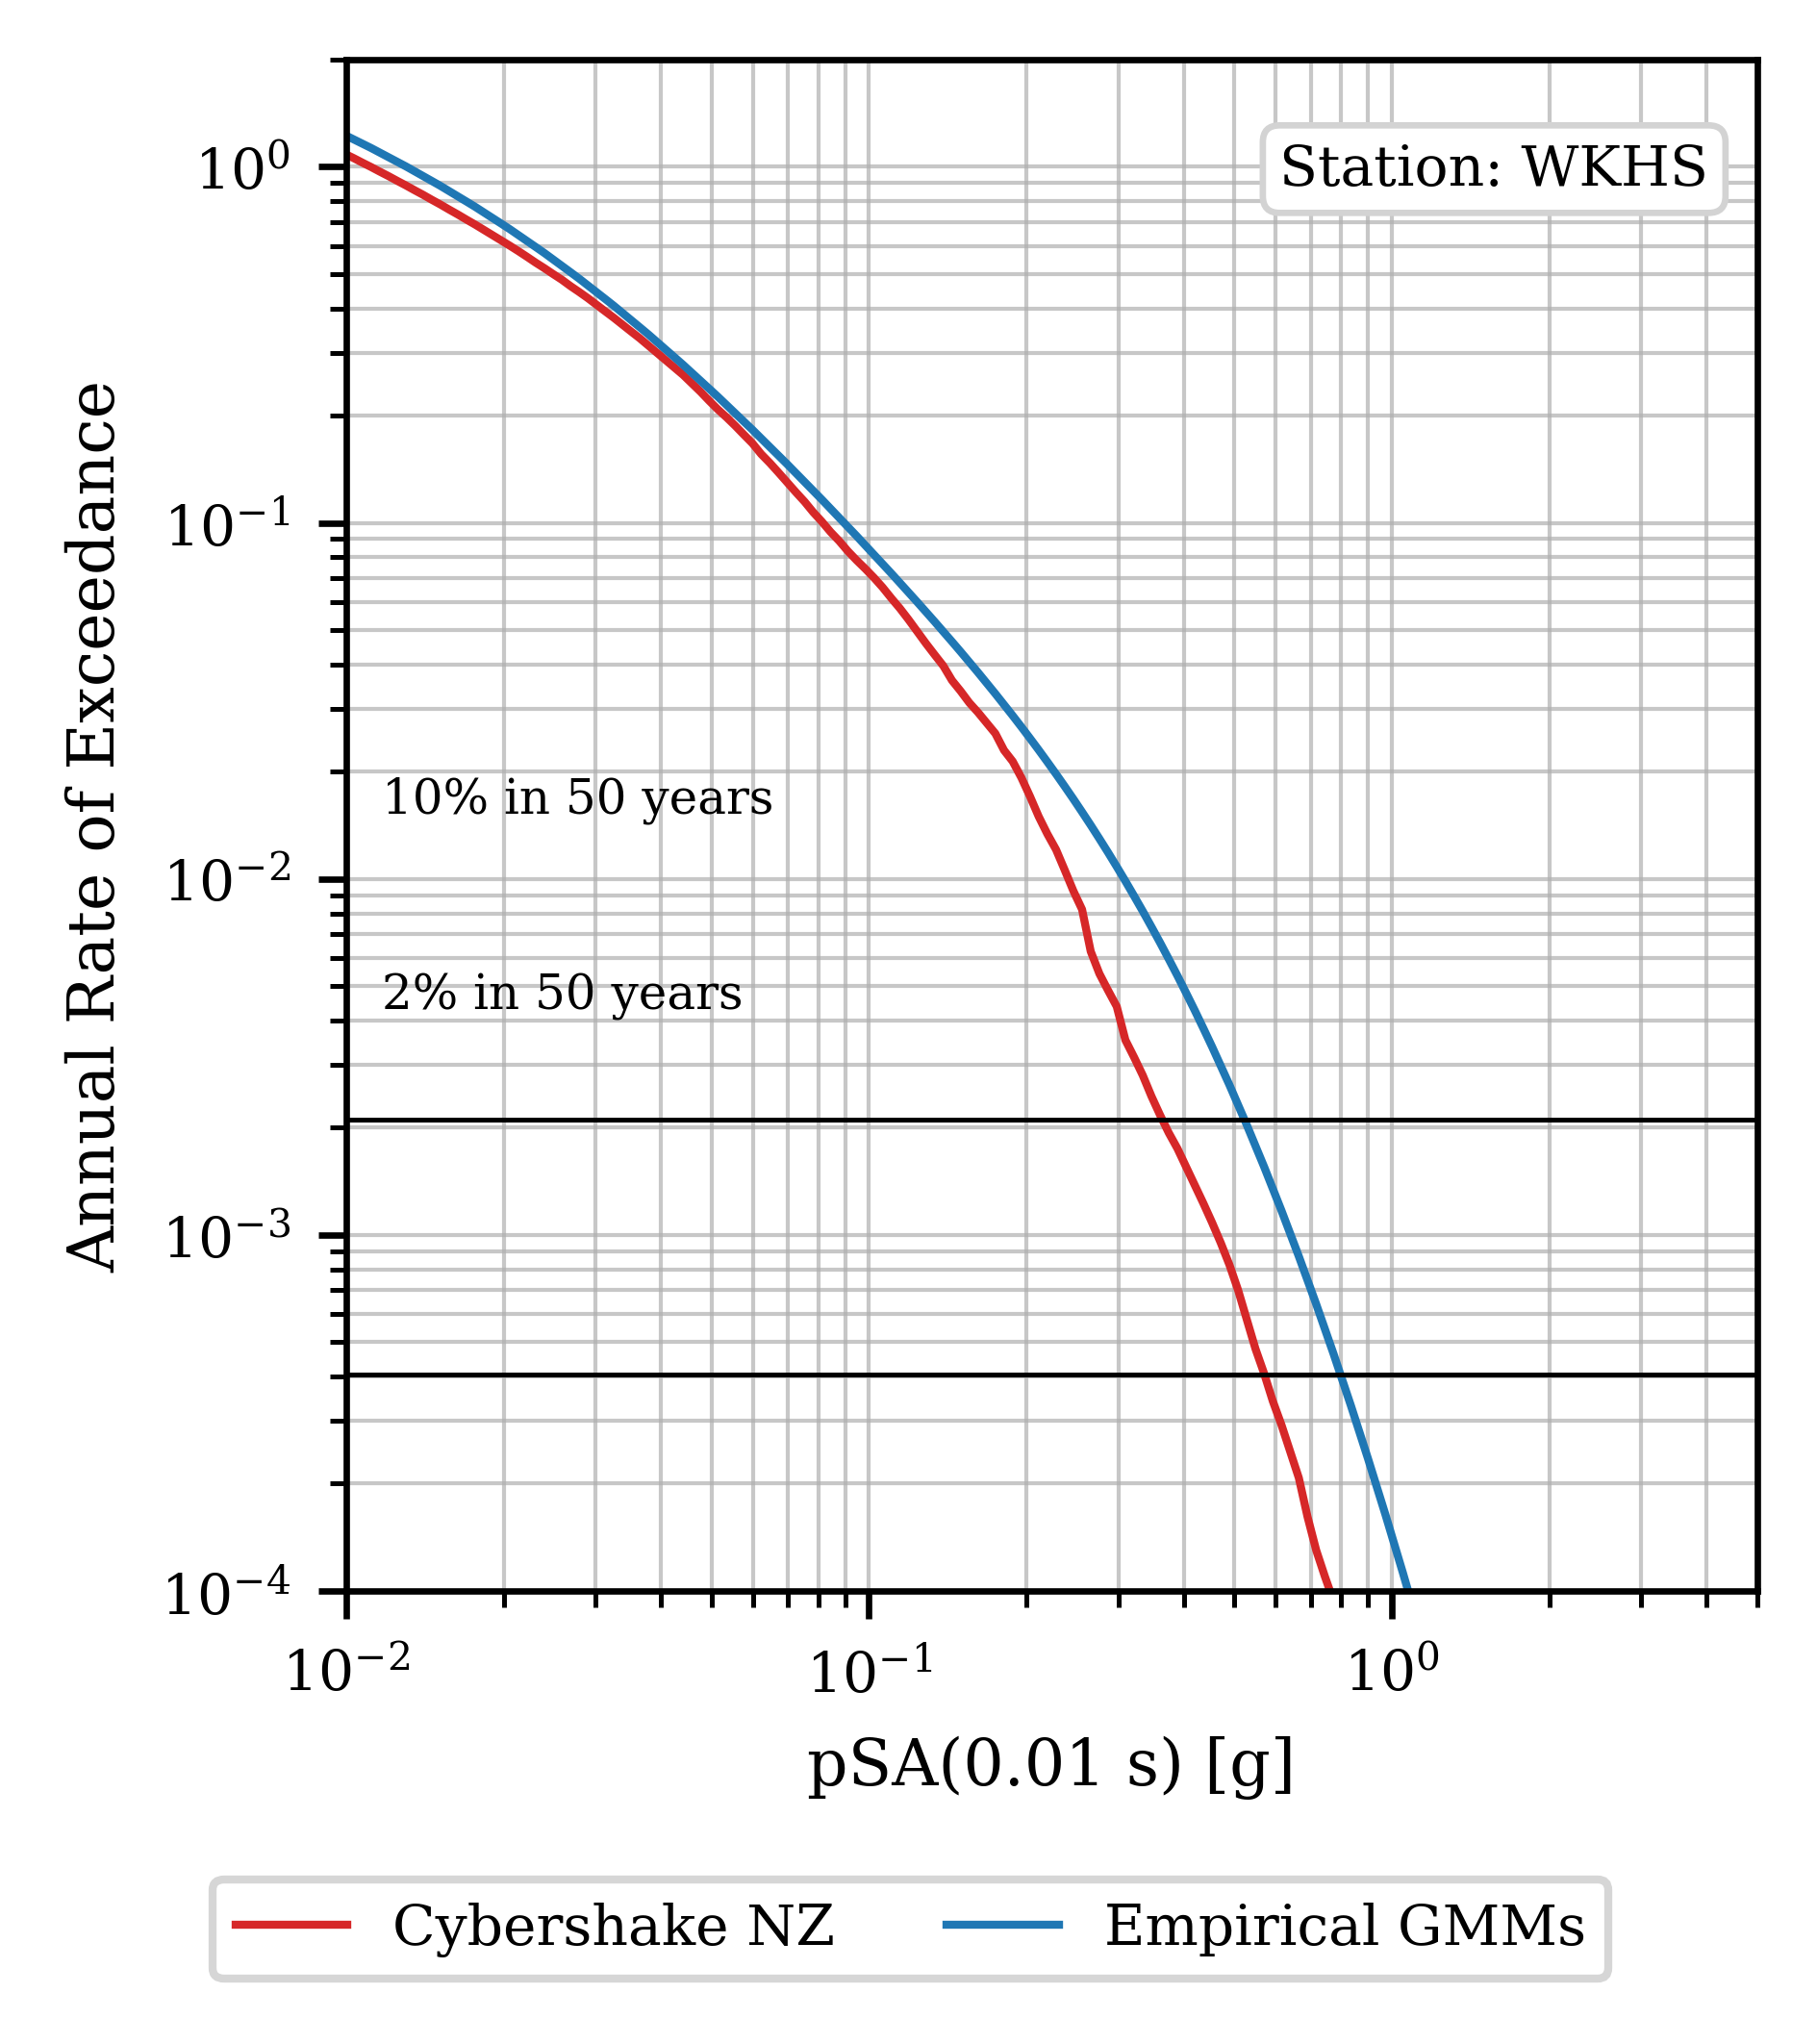 Station: WKHS
Annual Rate of Exceedance
10⁰
10⁻¹
10⁻²
10⁻³
10⁻⁴
10% in 50 years
2% in 50 years
10⁻² 10⁻¹ 10⁰
pSA(0.01 s) [g]
Cybershake NZ Empirical GMMs